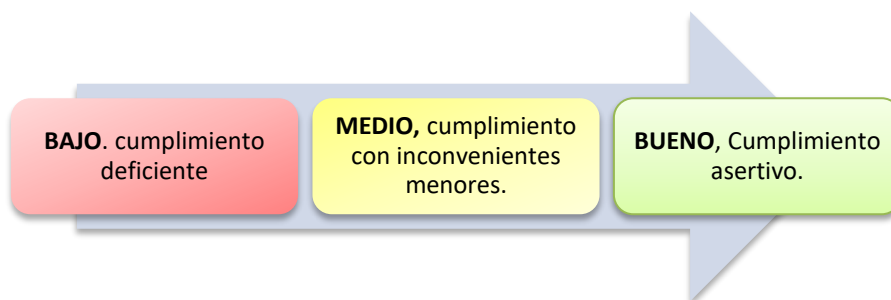 BAJO. cumplimiento
deficiente
MEDIO, cumplimiento
con inconvenientes
menores.
BUENO, Cumplimiento
asertivo.